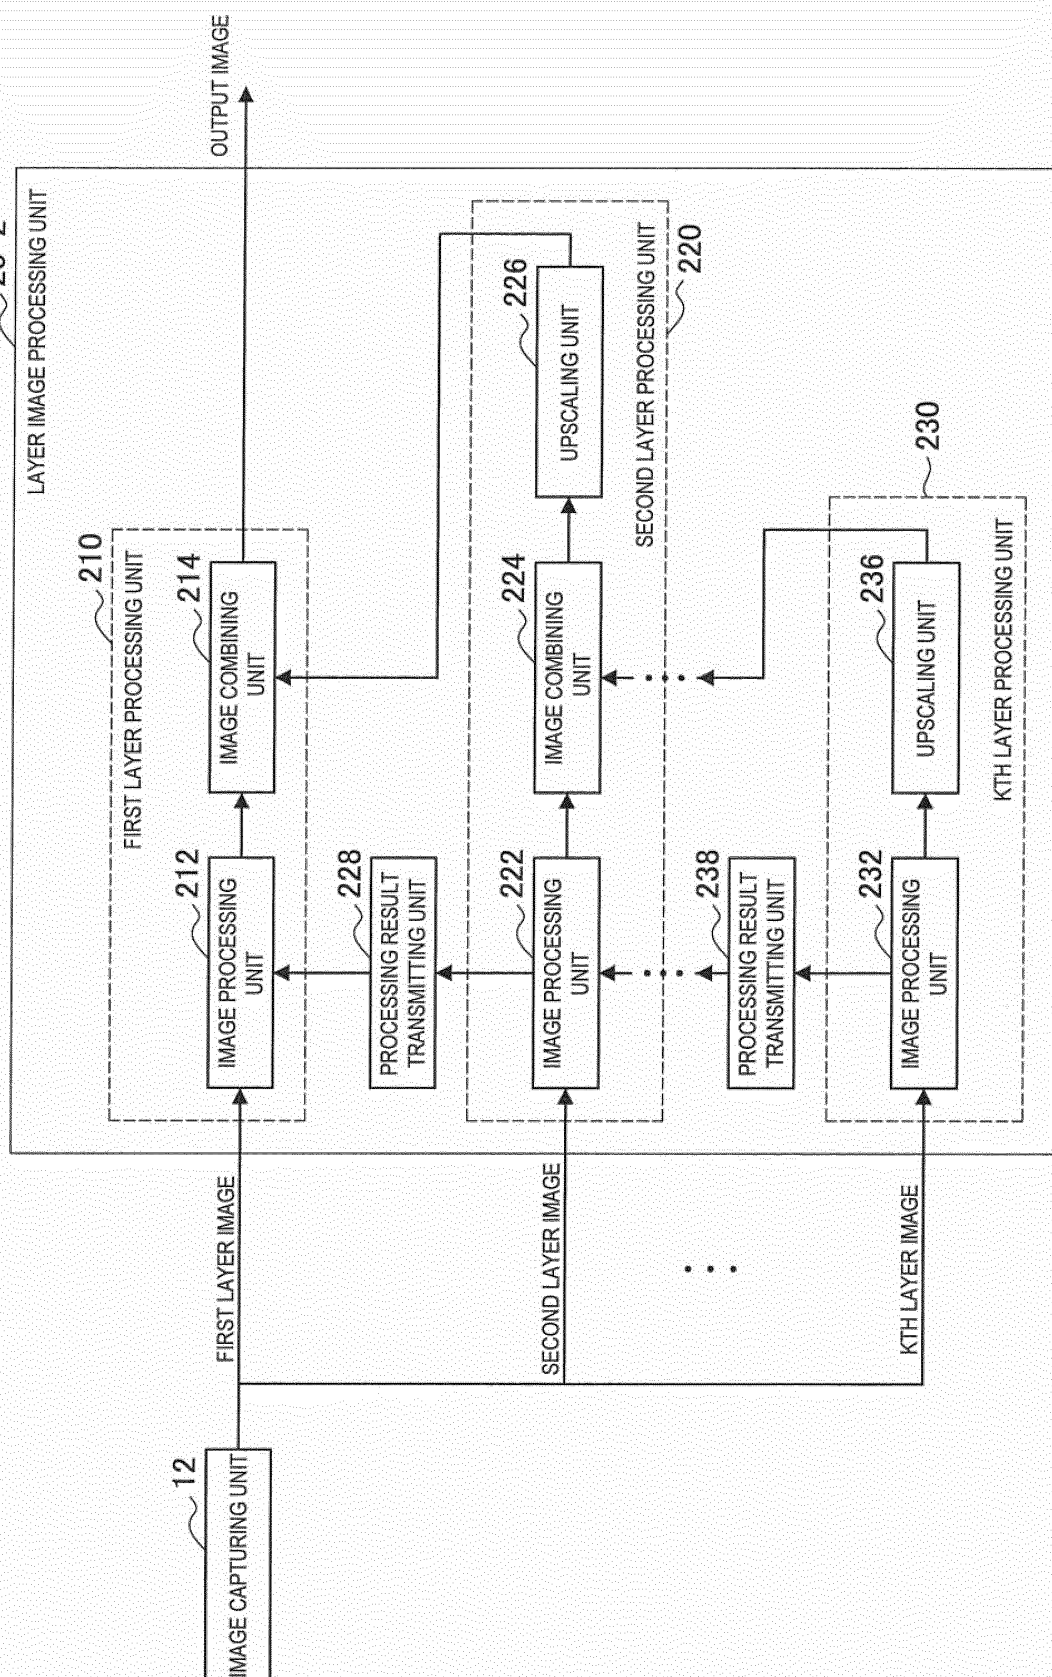 LAYER IMAGE PROCESSING UNIT
12
IMAGE CAPTURING UNIT
FIRST LAYER IMAGE
210
FIRST LAYER PROCESSING UNIT
212
IMAGE PROCESSING
UNIT
214
IMAGE COMBINING
UNIT
OUTPUT IMAGE
228
PROCESSING RESULT
TRANSMITTING UNIT
SECOND LAYER IMAGE
222
IMAGE PROCESSING
UNIT
224
IMAGE COMBINING
UNIT
226
UPSCALING UNIT
SECOND LAYER PROCESSING UNIT
220
238
PROCESSING RESULT
TRANSMITTING UNIT
KTH LAYER IMAGE
232
IMAGE PROCESSING
UNIT
236
UPSCALING UNIT
230
KTH LAYER PROCESSING UNIT